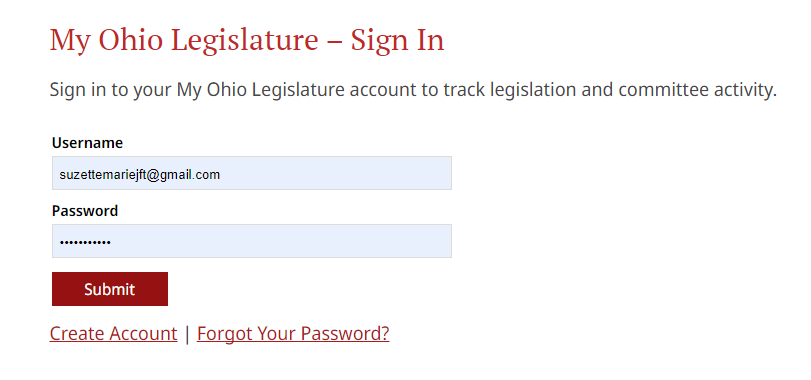 My Ohio Legislature – Sign In
Sign in to your My Ohio Legislature account to track legislation and committee activity.
Username
suzettemariejft@gmail.com
Password
•••••••••••
Submit
Create Account | Forgot Your Password?